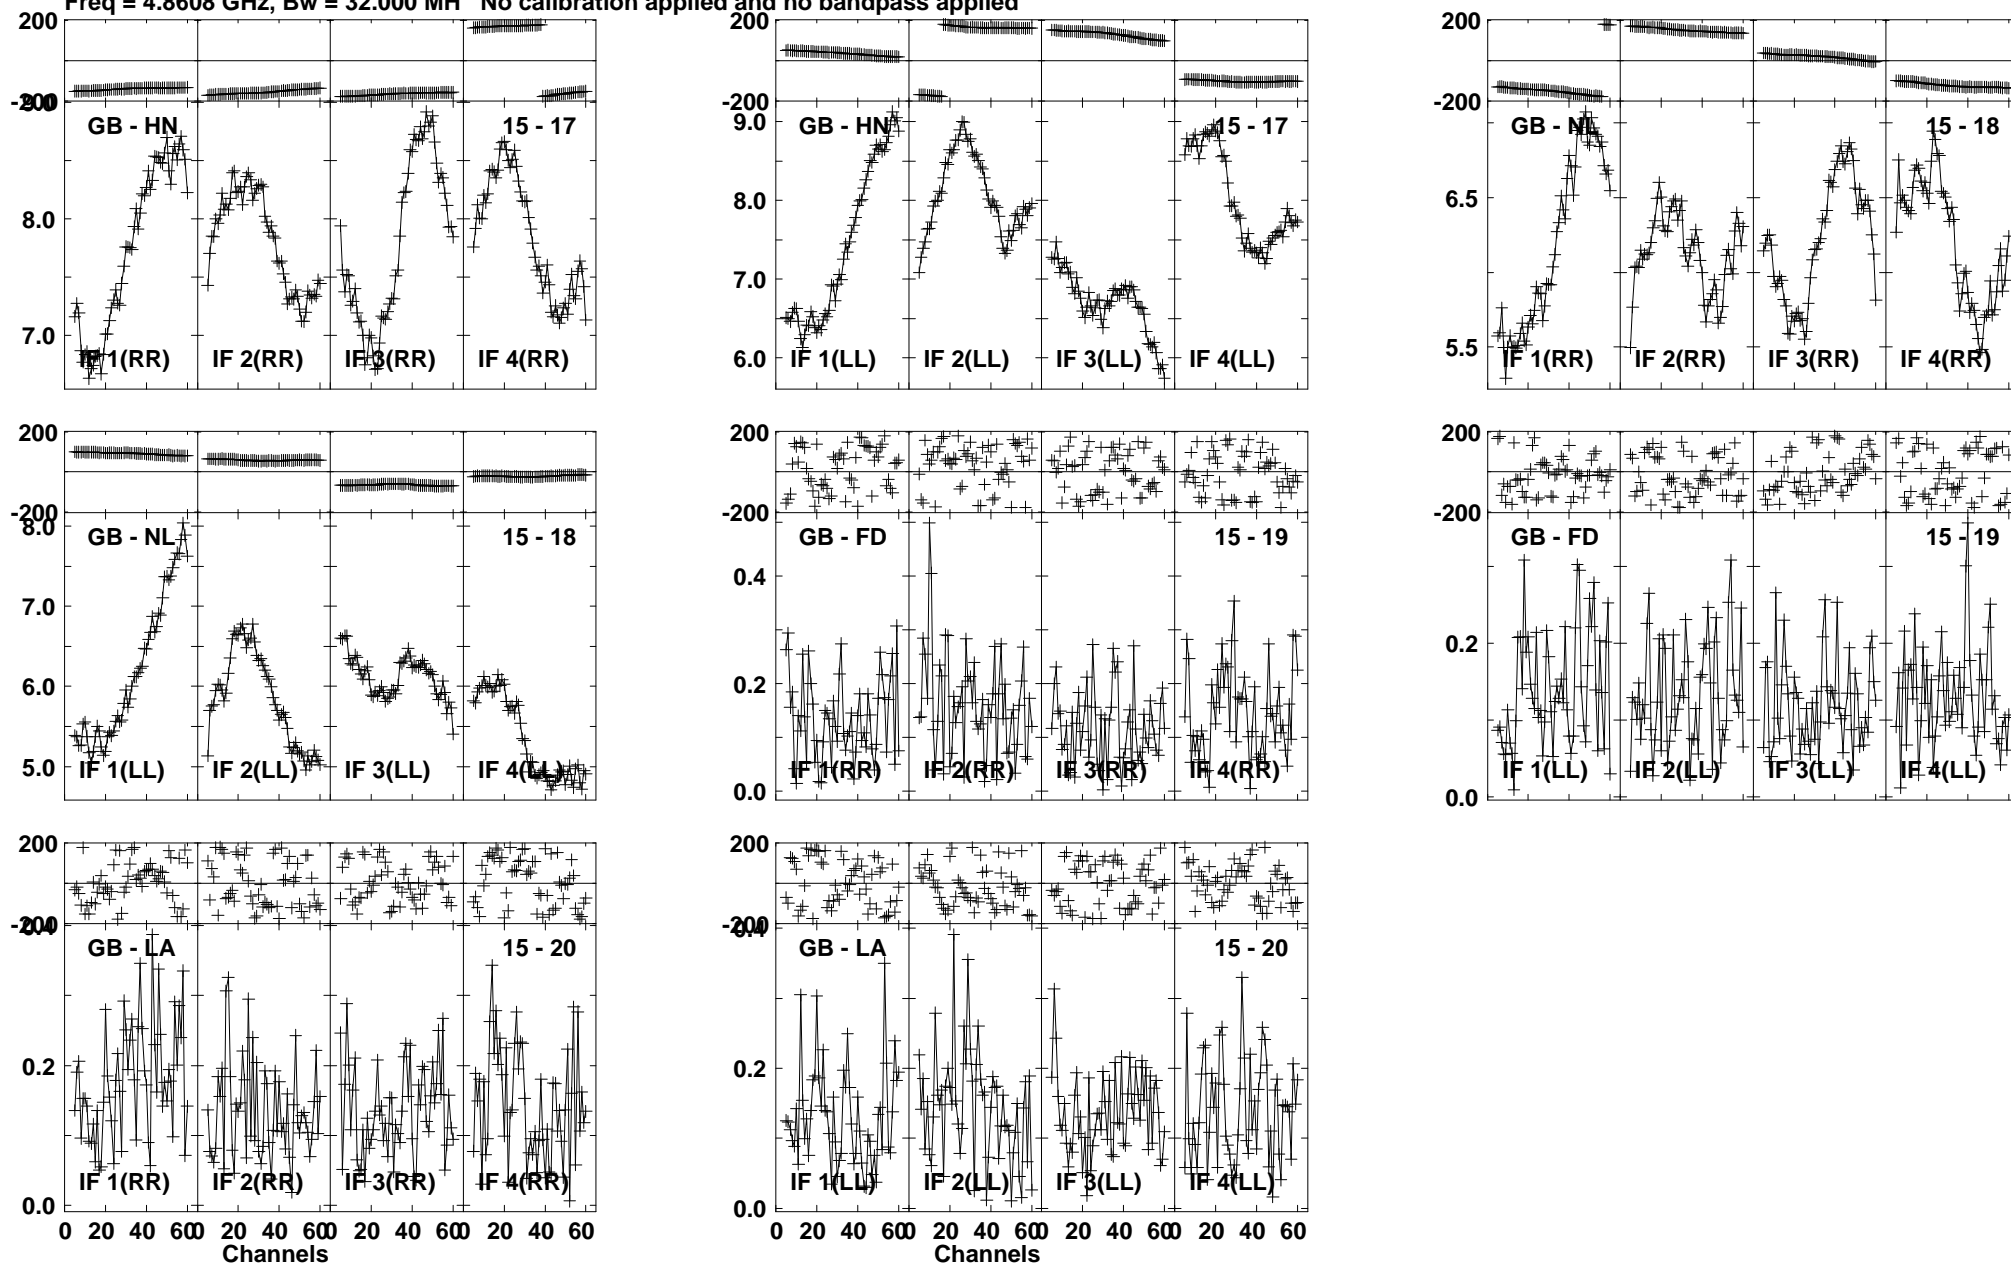 Freq = 4.8608 GHz, Bw = 32.000 MH No calibration applied and no bandpass applied
200
-200
9.0
8.0
7.0
GB - HN 15 - 17
IF 1(RR) IF 2(RR) IF 3(RR) IF 4(RR)
200
-200
9.0
8.0
7.0
6.0
GB - HN 15 - 17
IF 1(LL) IF 2(LL) IF 3(LL) IF 4(LL)
200
-200
6.5
5.5
GB - NL 15 - 18
IF 1(RR) IF 2(RR) IF 3(RR) IF 4(RR)
200
-200
8.0
7.0
6.0
5.0
GB - NL 15 - 18
IF 1(LL) IF 2(LL) IF 3(LL) IF 4(LL)
200
-200
0.4
0.2
0.0
GB - FD 15 - 19
IF 1(RR) IF 2(RR) IF 3(RR) IF 4(RR)
200
-200
0.2
0.0
GB - FD 15 - 19
IF 1(LL) IF 2(LL) IF 3(LL) IF 4(LL)
200
-200
0.4
0.2
0.0
GB - LA 15 - 20
IF 1(RR) IF 2(RR) IF 3(RR) IF 4(RR)
0 20 40 60 0 20 40 60 0 20 40 60 0 20 40 60
Channels
200
-200
0.4
0.2
0.0
GB - LA 15 - 20
IF 1(LL) IF 2(LL) IF 3(LL) IF 4(LL)
0 20 40 60 0 20 40 60 0 20 40 60 0 20 40 60
Channels